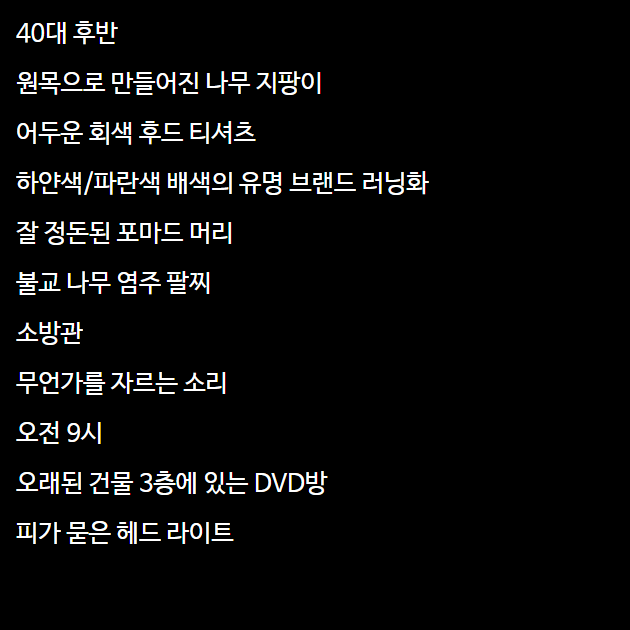 40대 후반
원목으로 만들어진 나무 지팡이
어두운 회색 후드 티셔츠
하얀색/파란색 배색의 유명 브랜드 러닝화
잘 정돈된 포마드 머리
불교 나무 염주 팔찌
소방관
무언가를 자르는 소리
오전 9시
오래된 건물 3층에 있는 DVD방
피가 묻은 헤드 라이트